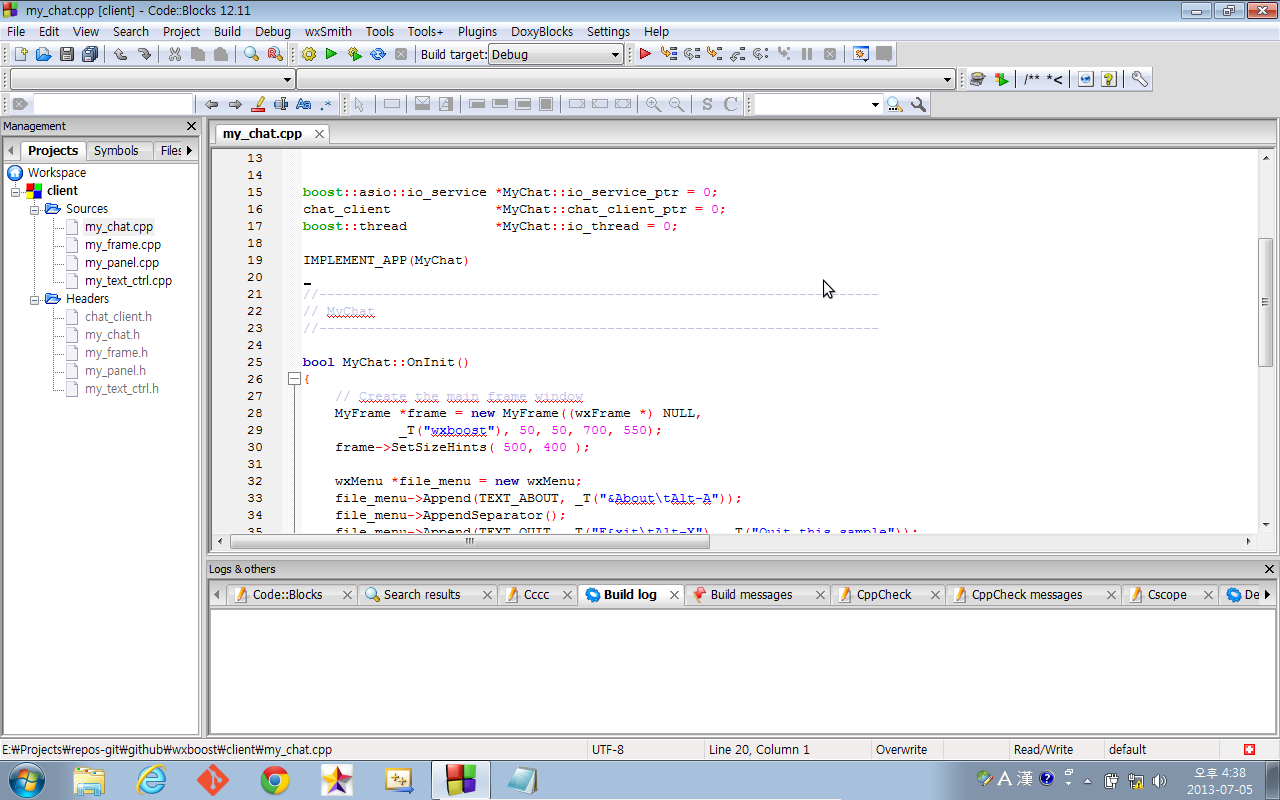 my_chat.cpp [client] - Code::Blocks 12.11
File Edit View Search Project Build Debug wxSmith Tools Tools+ Plugins DoxyBlocks Settings Help
Build target: Debug
/** *<
Management
Projects Symbols Files
my_chat.cpp
Workspace
client
Sources
my_chat.cpp
my_frame.cpp
my_panel.cpp
my_text_ctrl.cpp
Headers
chat_client.h
my_chat.h
my_frame.h
my_panel.h
my_text_ctrl.h
13
14
15 boost::asio::io_service *MyChat::io_service_ptr = 0;
16 chat_client *MyChat::chat_client_ptr = 0;
17 boost::thread *MyChat::io_thread = 0;
18
19 IMPLEMENT_APP(MyChat)
20
21 //----------------------------------------------------------------------
22 // MyChat
23 //----------------------------------------------------------------------
24
25 bool MyChat::OnInit()
26 {
27 // Create the main frame window
28 MyFrame *frame = new MyFrame((wxFrame *) NULL,
29 _T("wxboost"), 50, 50, 700, 550);
30 frame->SetSizeHints( 500, 400 );
31
32 wxMenu *file_menu = new wxMenu;
33 file_menu->Append(TEXT_ABOUT, _T("&About\tAlt-A"));
34 file_menu->AppendSeparator();
35 file_menu->Append(TEXT_QUIT, _T("E&xit\tAlt-X"), _T("Quit this sample"));
Logs & others
Code::Blocks Search results Cccc Build log Build messages CppCheck CppCheck messages Cscope De
E:₩Projects₩repos-git₩github₩wxboost₩client₩my_chat.cpp UTF-8 Line 20, Column 1 Overwrite Read/Write default
A 漢 오후 4:38
2013-07-05